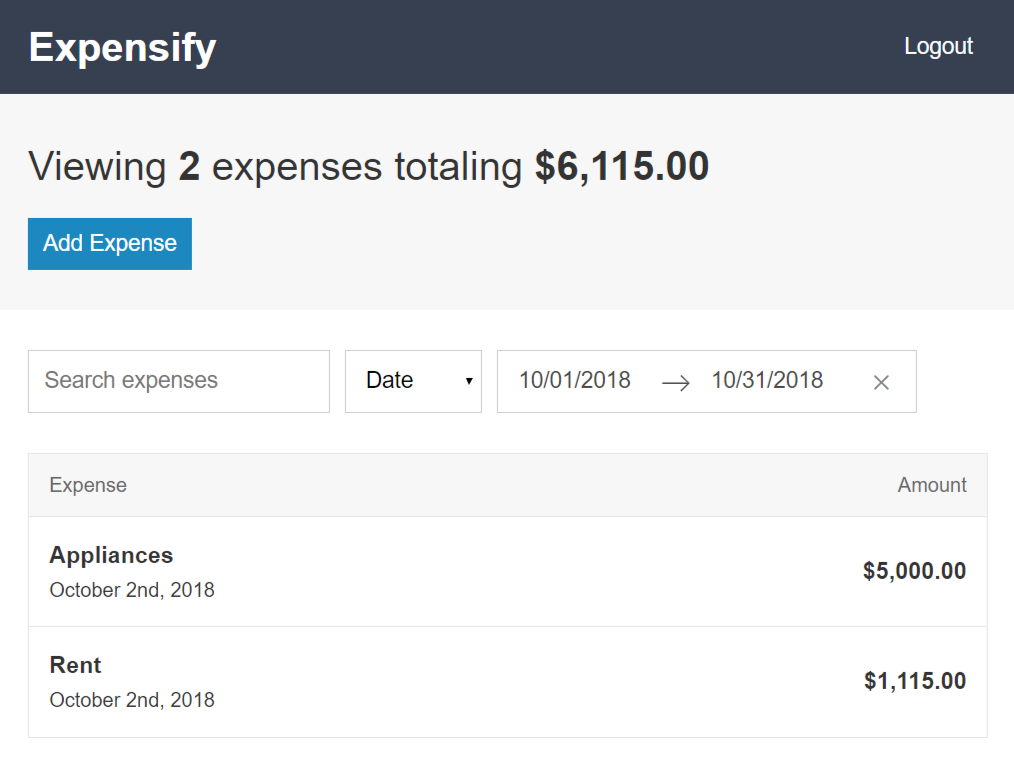 Expensify
Logout
Viewing 2 expenses totaling $6,115.00
Add Expense
Search expenses
Date
10/01/2018
10/31/2018
Expense
Amount
Appliances
October 2nd, 2018
$5,000.00
Rent
October 2nd, 2018
$1,115.00